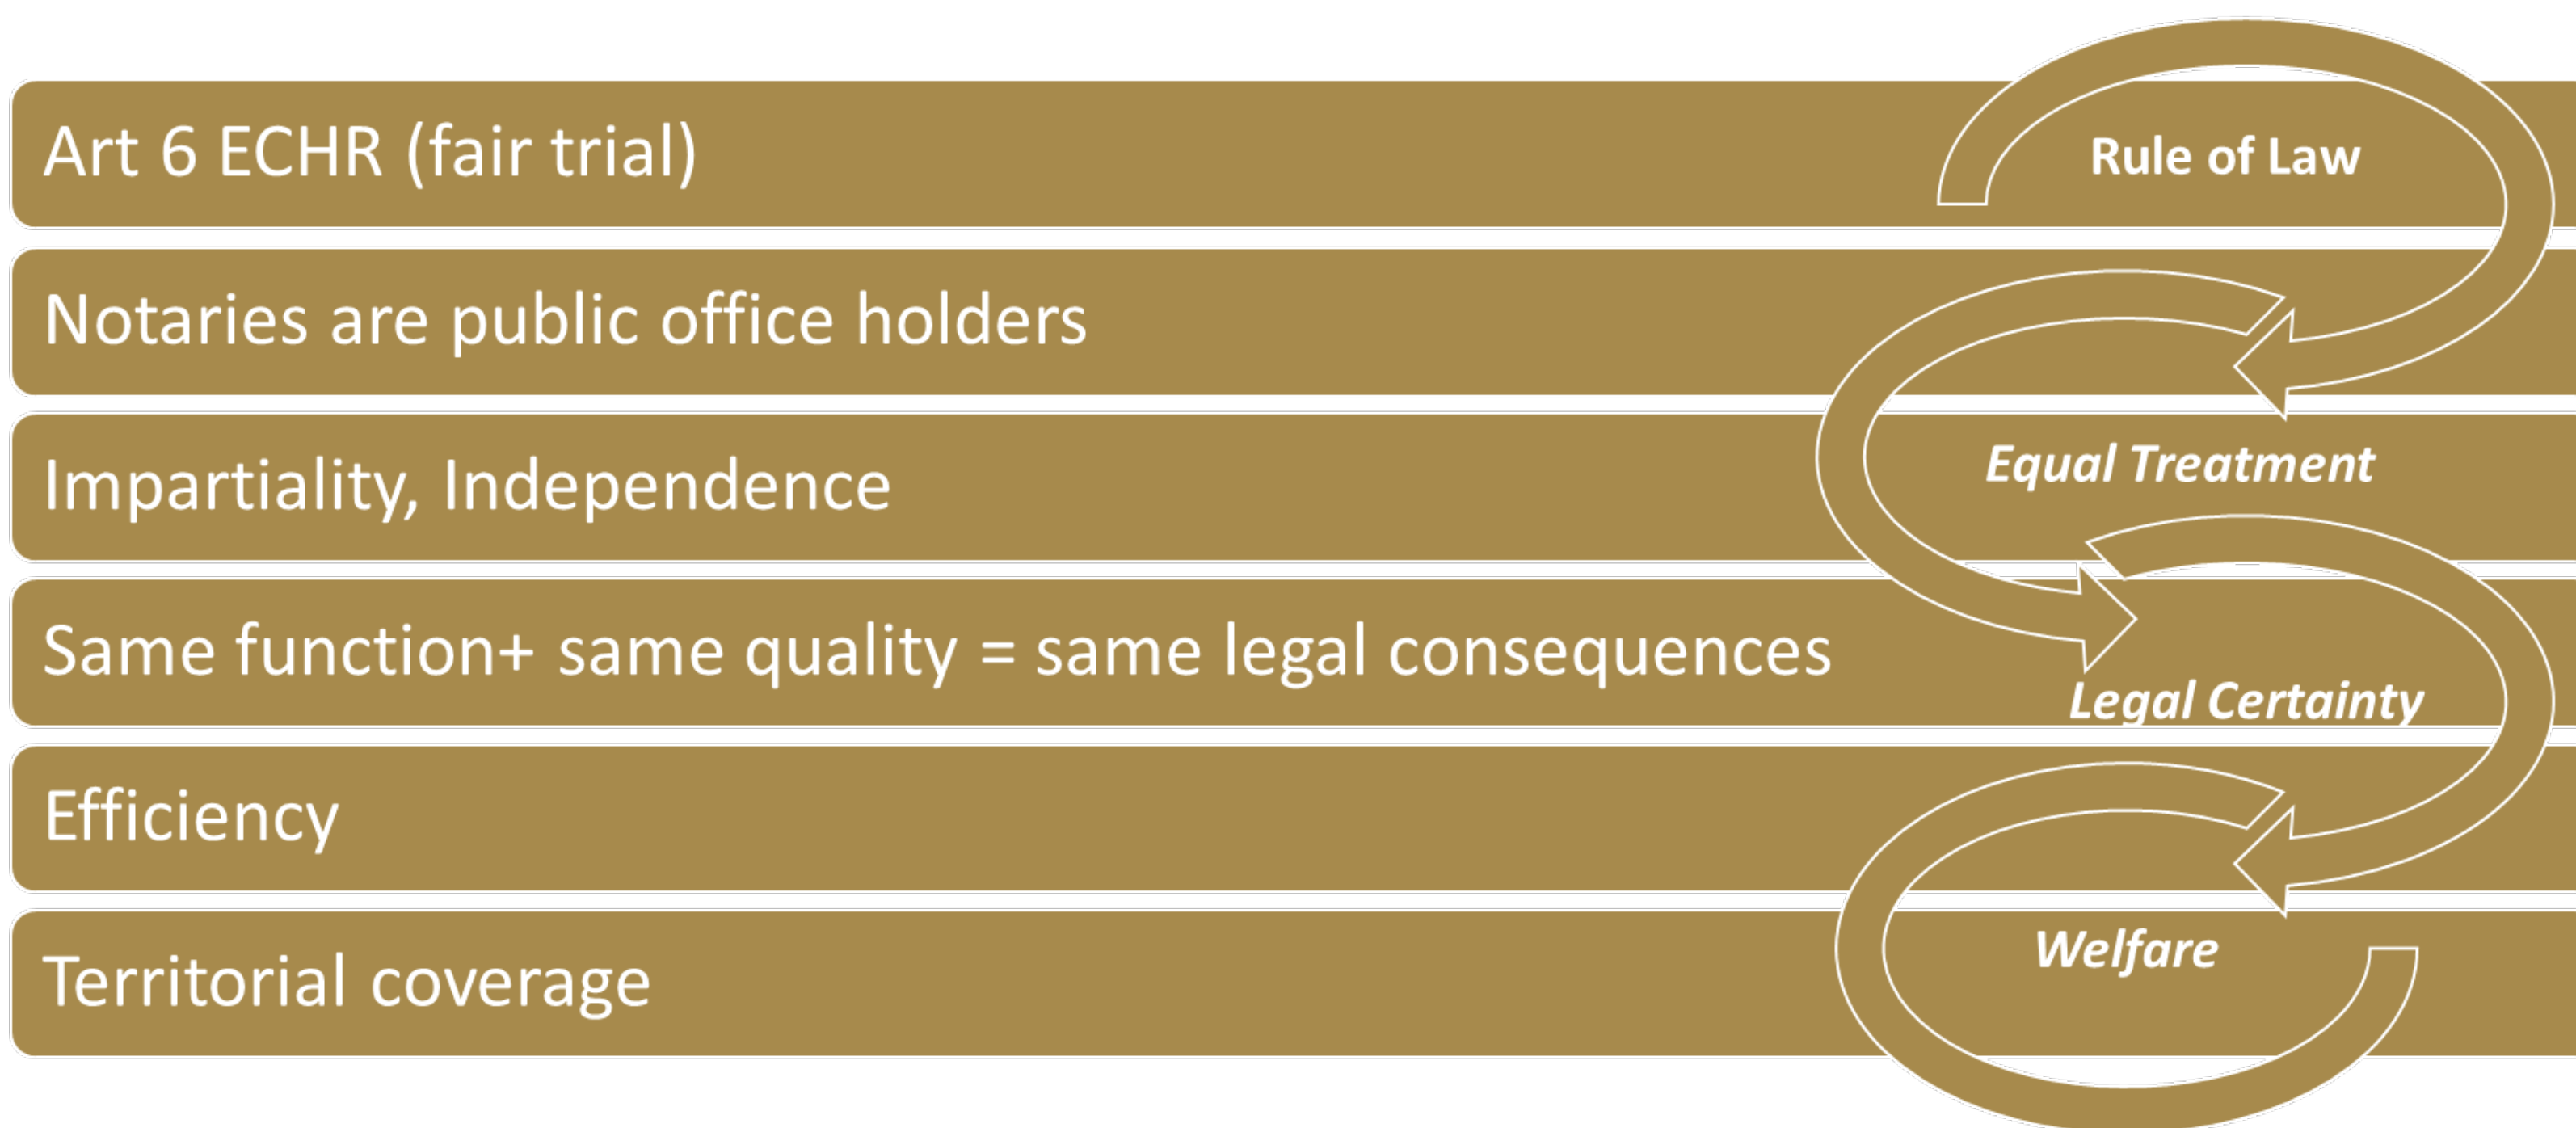 Art 6 ECHR (fair trial)
Rule of Law
Notaries are public office holders
Impartiality, Independence
Equal Treatment
Same function+ same quality = same legal consequences
Legal Certainty
Efficiency
Territorial coverage
Welfare